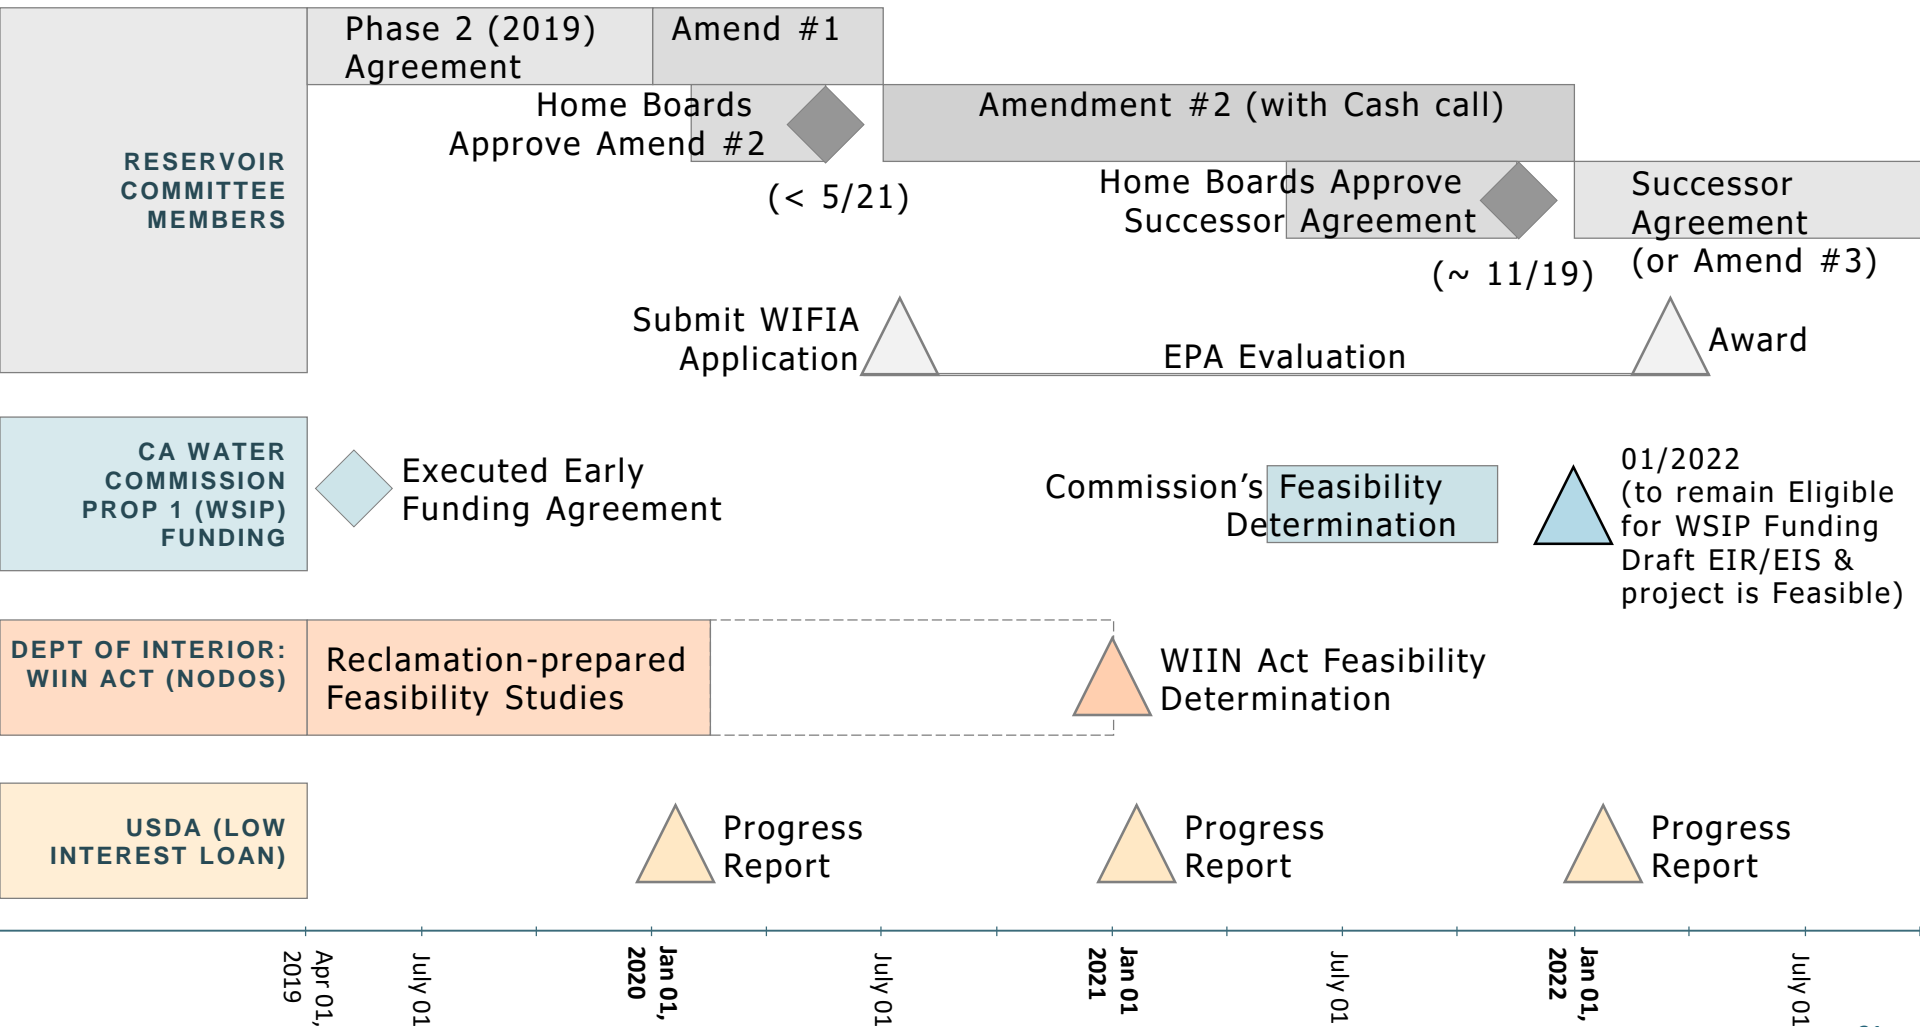 Phase 2 (2019)
Agreement
Amend #1
Home Boards
Approve Amend #2
(< 5/21)
Amendment #2 (with Cash call)
Home Boards Approve
Successor Agreement
(~ 11/19)
Successor
Agreement
(or Amend #3)
RESERVOIR
COMMITTEE
MEMBERS
Submit WIFIA
Application
EPA Evaluation
Award
CA WATER
COMMISSION
PROP 1 (WSIP)
FUNDING
Executed Early
Funding Agreement
Commission's Feasibility
Determination
01/2022
(to remain Eligible
for WSIP Funding
Draft EIR/EIS &
project is Feasible)
DEPT OF INTERIOR:
WIIN ACT (NODOS)
Reclamation-prepared
Feasibility Studies
WIIN Act Feasibility
Determination
USDA (LOW
INTEREST LOAN)
Progress
Report
Progress
Report
Progress
Report
Apr 01,
2019
July 01
Jan 01,
2020
July 01
Jan 01
2021
July 01
Jan 01,
2022
July 01